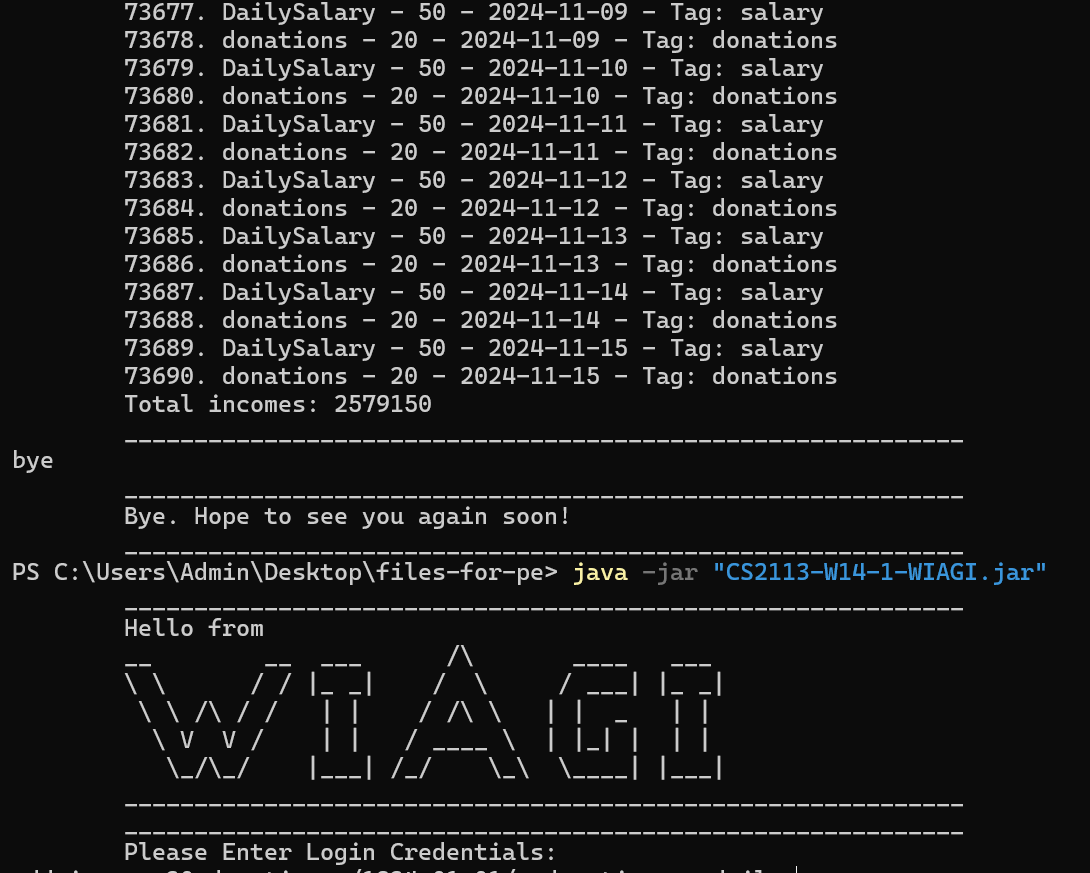 73677. DailySalary - 50 - 2024-11-09 - Tag: salary
73678. donations - 20 - 2024-11-09 - Tag: donations
73679. DailySalary - 50 - 2024-11-10 - Tag: salary
73680. donations - 20 - 2024-11-10 - Tag: donations
73681. DailySalary - 50 - 2024-11-11 - Tag: salary
73682. donations - 20 - 2024-11-11 - Tag: donations
73683. DailySalary - 50 - 2024-11-12 - Tag: salary
73684. donations - 20 - 2024-11-12 - Tag: donations
73685. DailySalary - 50 - 2024-11-13 - Tag: salary
73686. donations - 20 - 2024-11-13 - Tag: donations
73687. DailySalary - 50 - 2024-11-14 - Tag: salary
73688. donations - 20 - 2024-11-14 - Tag: donations
73689. DailySalary - 50 - 2024-11-15 - Tag: salary
73690. donations - 20 - 2024-11-15 - Tag: donations
Total incomes: 2579150
bye
Bye. Hope to see you again soon!
PS C:\Users\Admin\Desktop\files-for-pe> java -jar "CS2113-W14-1-WIAGI.jar"
Hello from
WIAGI
Please Enter Login Credentials: